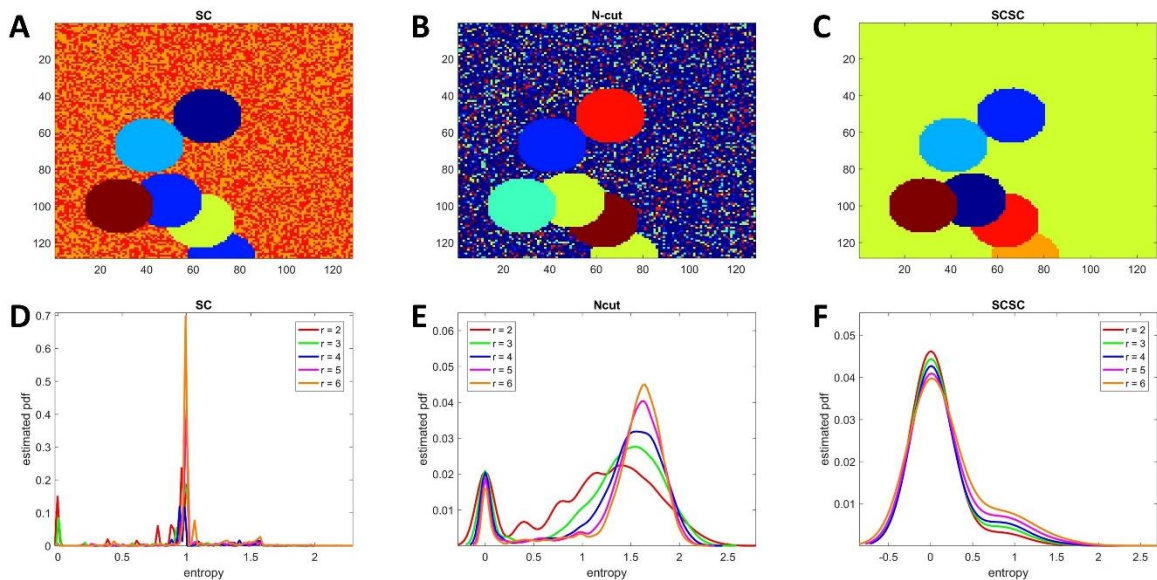 A
SC
20
40
60
80
100
120
20 40 60 80 100 120
B
N-cut
20
40
60
80
100
120
20 40 60 80 100 120
C
SCSC
20
40
60
80
100
120
20 40 60 80 100 120
D
SC
0.7
0.6
0.5
0.4
0.3
0.2
0.1
0
estimated pdf
r = 2
r = 3
r = 4
r = 5
r = 6
0 0.5 1 1.5 2
entropy
E
Ncut
0.06
0.05
0.04
0.03
0.02
0.01
estimated pdf
r = 2
r = 3
r = 4
r = 5
r = 6
0 0.5 1 1.5 2 2.5
entropy
F
SCSC
0.05
0.04
0.03
0.02
0.01
estimated pdf
r = 2
r = 3
r = 4
r = 5
r = 6
-0.5 0 0.5 1 1.5 2 2.5
entropy